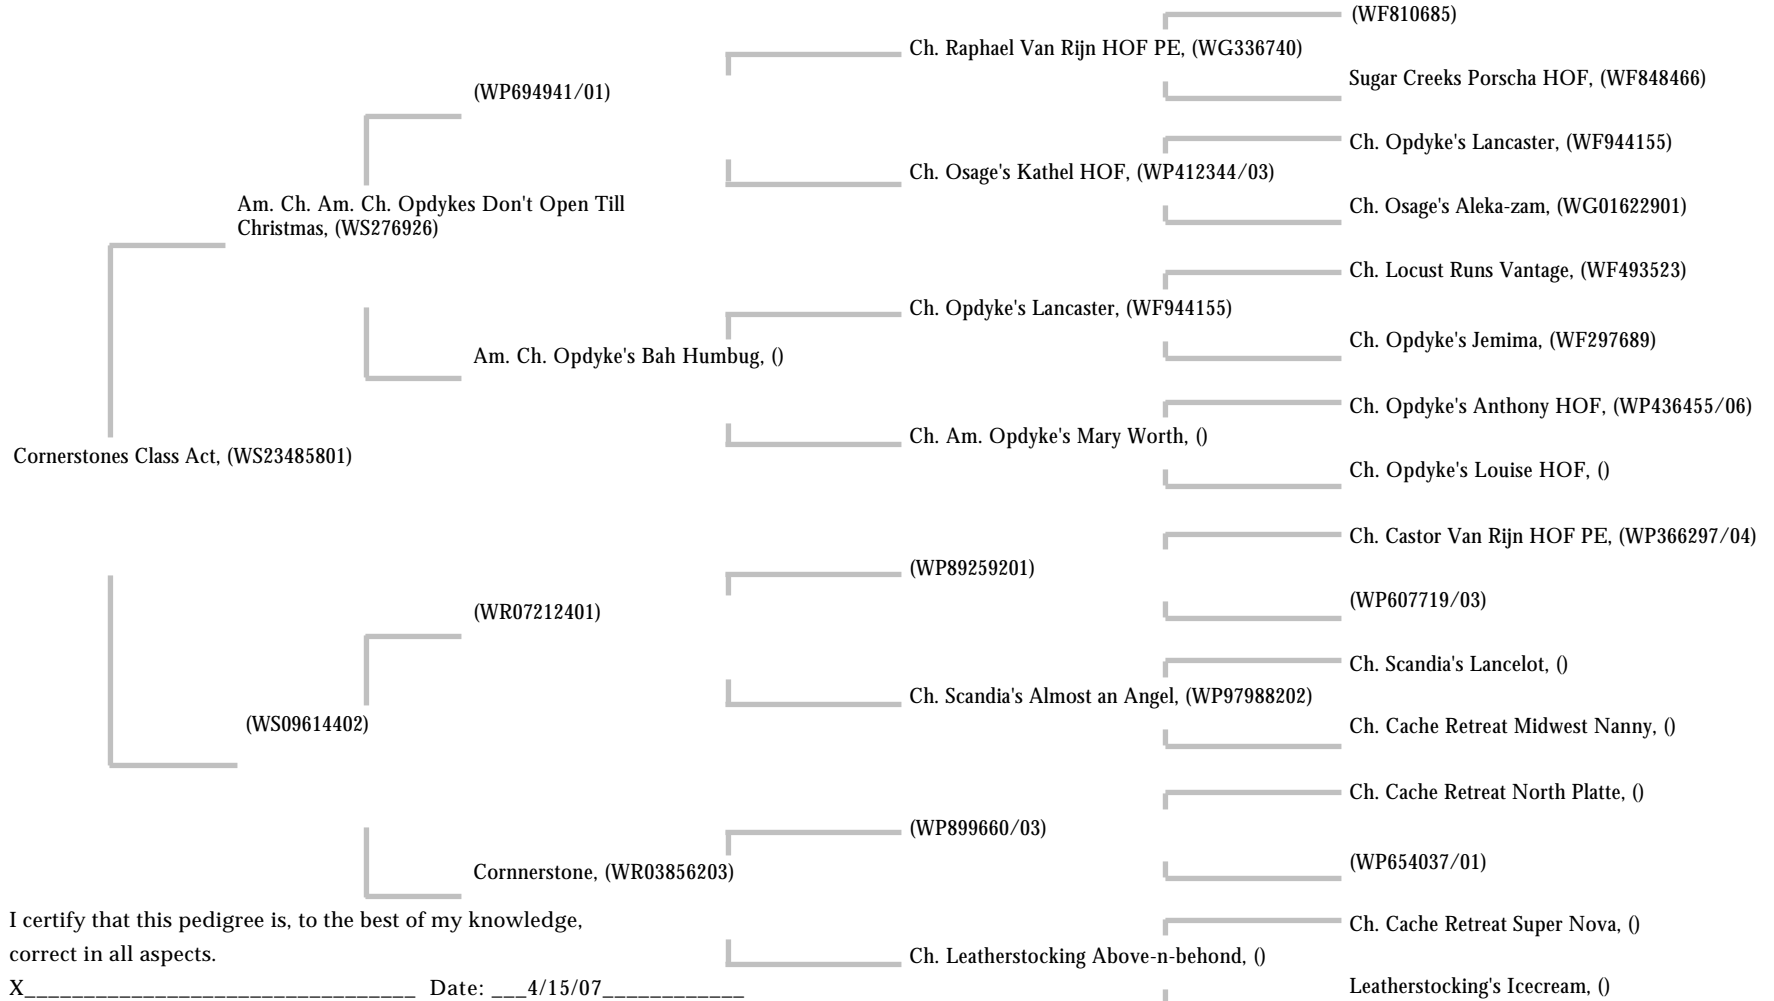 (WF810685)
Ch. Raphael Van Rijn HOF PE, (WG336740)
Sugar Creeks Porscha HOF, (WF848466)
(WP694941/01)
Ch. Opdyke's Lancaster, (WF944155)
Ch. Osage's Kathel HOF, (WP412344/03)
Ch. Osage's Aleka-zam, (WG01622901)
Am. Ch. Am. Ch. Opdykes Don't Open Till
Christmas, (WS276926)
Ch. Locust Runs Vantage, (WF493523)
Ch. Opdyke's Lancaster, (WF944155)
Ch. Opdyke's Jemima, (WF297689)
Am. Ch. Opdyke's Bah Humbug, ()
Ch. Opdyke's Anthony HOF, (WP436455/06)
Ch. Am. Opdyke's Mary Worth, ()
Ch. Opdyke's Louise HOF, ()
Cornerstones Class Act, (WS23485801)
Ch. Castor Van Rijn HOF PE, (WP366297/04)
(WP89259201)
(WP607719/03)
(WR07212401)
Ch. Scandia's Lancelot, ()
Ch. Scandia's Almost an Angel, (WP97988202)
Ch. Cache Retreat Midwest Nanny, ()
(WS09614402)
Ch. Cache Retreat North Platte, ()
(WP899660/03)
(WP654037/01)
Cornnerstone, (WR03856203)
Ch. Cache Retreat Super Nova, ()
Ch. Leatherstocking Above-n-behond, ()
Leatherstocking's Icecream, ()
I certify that this pedigree is, to the best of my knowledge,
correct in all aspects.
X_________________________________ Date: ___4/15/07____________